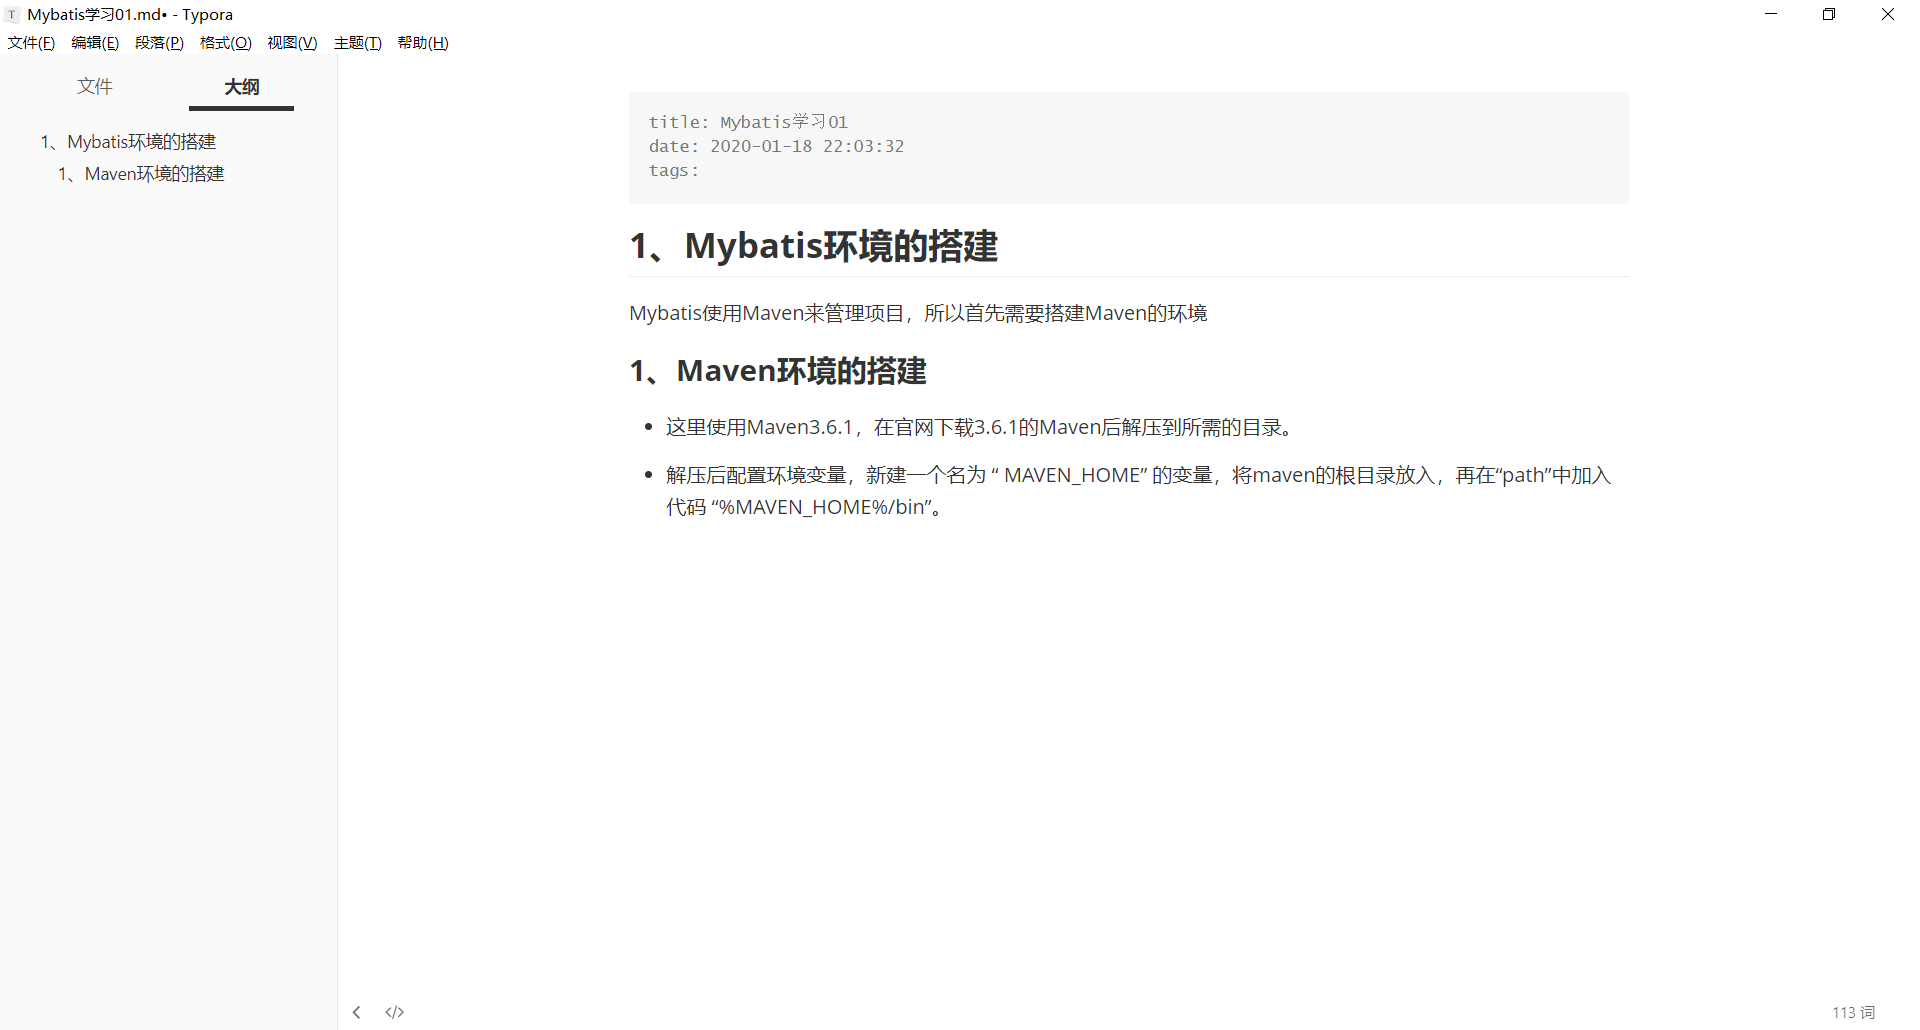 Mybatis学习01.md• - Typora
文件(F) 编辑(E) 段落(P) 格式(O) 视图(V) 主题(T) 帮助(H)
文件 大纲
1、Mybatis环境的搭建
1、Maven环境的搭建
title: Mybatis学习01
date: 2020-01-18 22:03:32
tags:
1、Mybatis环境的搭建
Mybatis使用Maven来管理项目，所以首先需要搭建Maven的环境
1、Maven环境的搭建
• 这里使用Maven3.6.1，在官网下载3.6.1的Maven后解压到所需的目录。
• 解压后配置环境变量，新建一个名为 “ MAVEN_HOME” 的变量，将maven的根目录放入，再在“path”中加入
代码 “%MAVEN_HOME%/bin”。
113 词